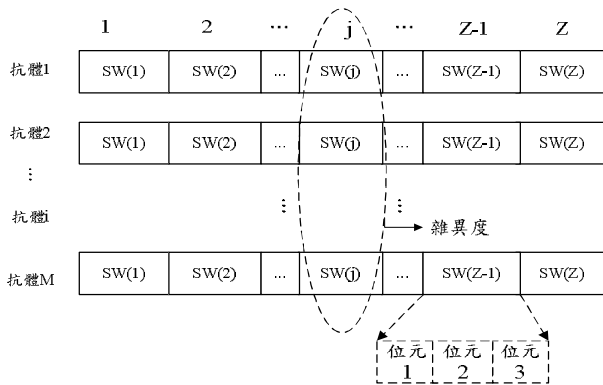 1 2 ... j ... Z-1 Z
抗體1 SW(1) SW(2) ... SW(j) ... SW(Z-1) SW(Z)
抗體2 SW(1) SW(2) ... SW(j) ... SW(Z-1) SW(Z)
⋮
抗體i ⋮ ⋮
雜異度
抗體M SW(1) SW(2) ... SW(j) ... SW(Z-1) SW(Z)
位元 位元 位元
1 2 3